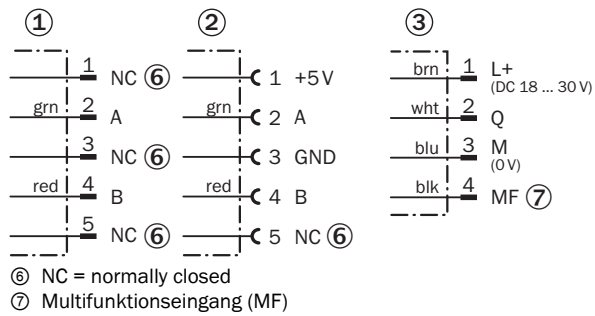 ① ② ③
1 NC ⑥
grn 2 A
3 NC ⑥
red 4 B
5 NC ⑥
1 +5 V
grn 2 A
3 GND
red 4 B
5 NC ⑥
brn 1 L+
(DC 18 ... 30 V)
wht 2 Q
blu 3 M
(0 V)
blk 4 MF ⑦
⑥ NC = normally closed
⑦ Multifunktionseingang (MF)